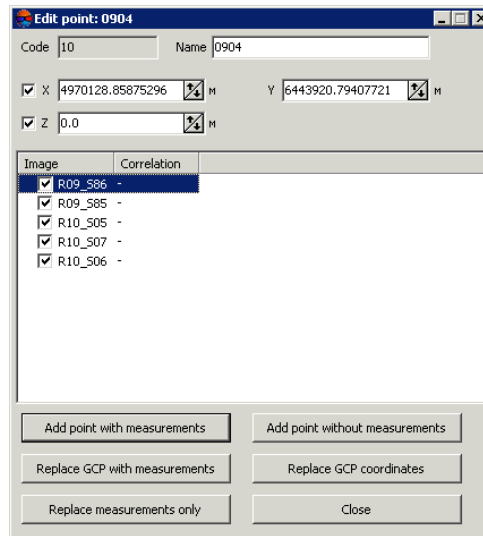 Edit point: 0904
Code 10 Name 0904
X 4970128.85875296 м Y 6443920.79407721 м
Z 0.0 м
Image Correlation
R09_S86 -
R09_S85 -
R10_S05 -
R10_S07 -
R10_S06 -
Add point with measurements Add point without measurements
Replace GCP with measurements Replace GCP coordinates
Replace measurements only Close